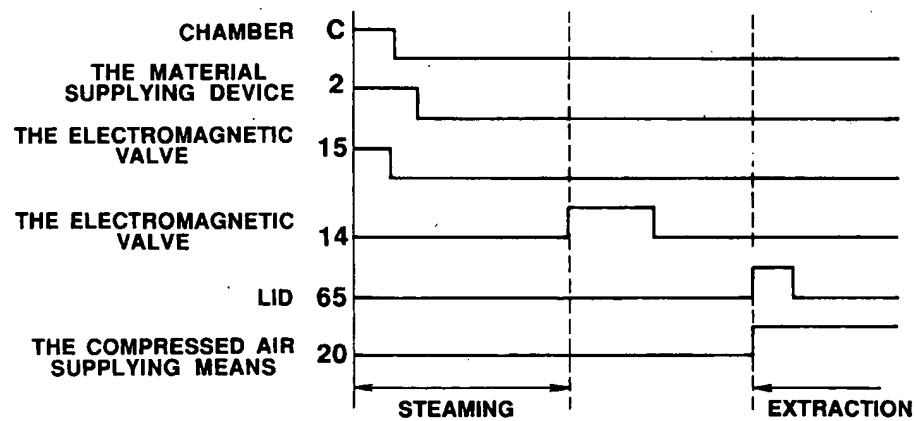 CHAMBER C
THE MATERIAL
SUPPLYING DEVICE 2
THE ELECTROMAGNETIC
VALVE 15
THE ELECTROMAGNETIC
VALVE 14
LID 65
THE COMPRESSED AIR
SUPPLYING MEANS 20
STEAMING EXTRACTION